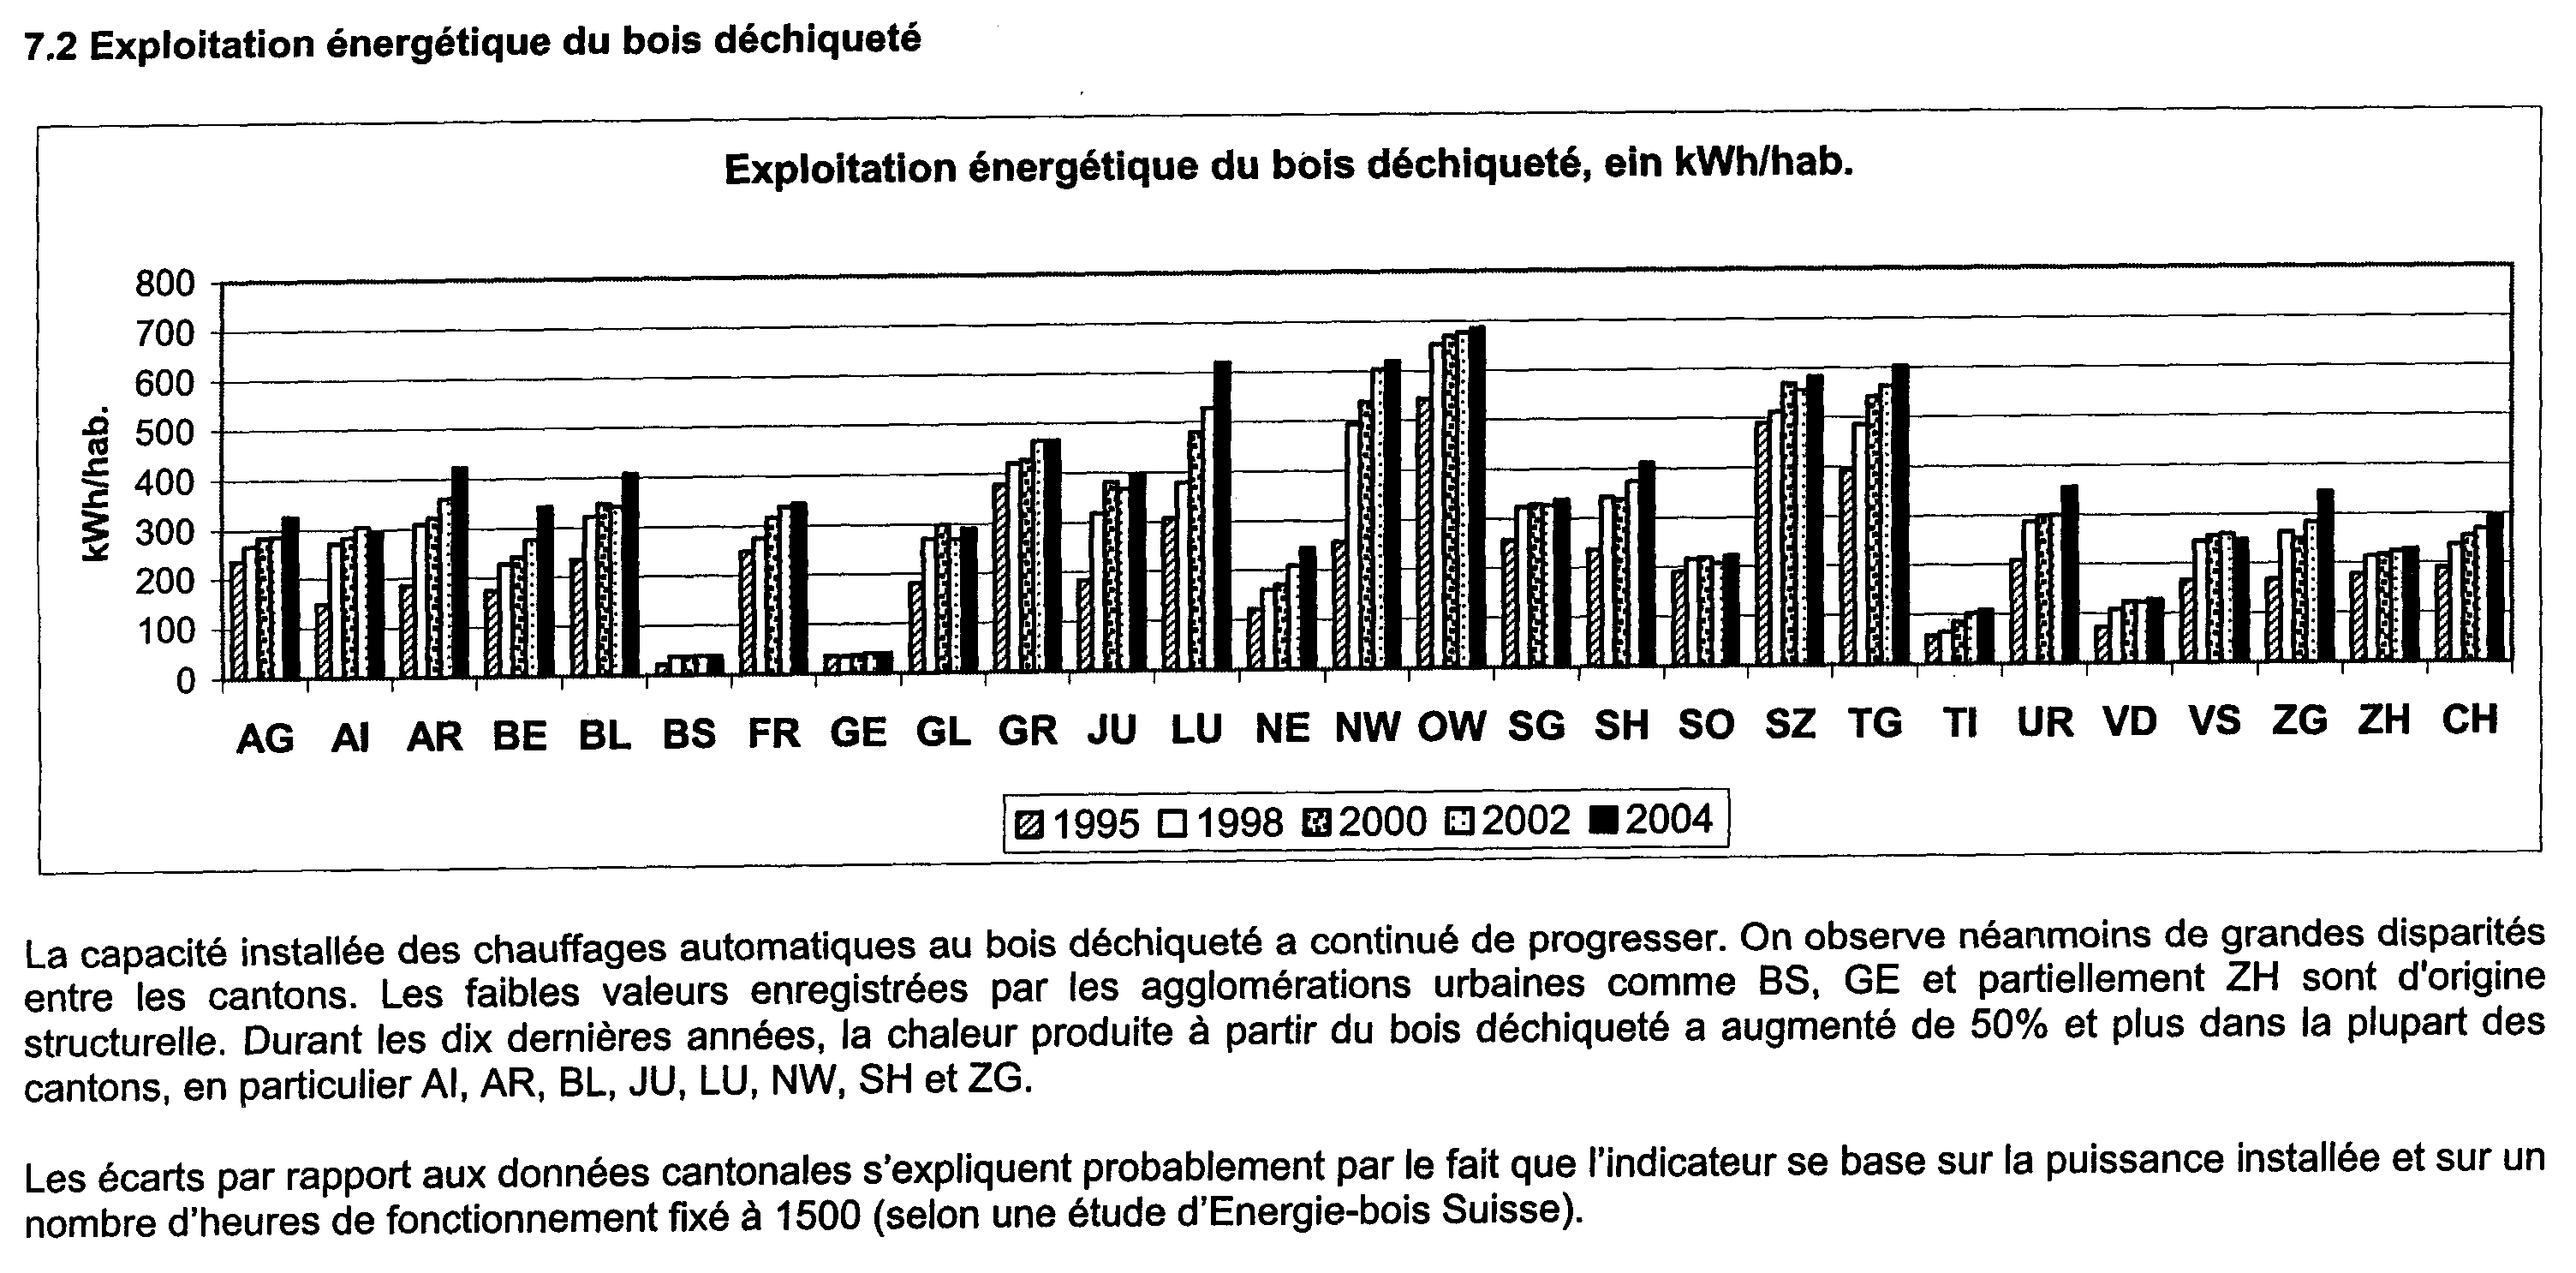 7.2 Exploitation énergétique du bois déchiqueté
Exploitation énergétique du bois déchiqueté, ein kWh/hab.
kWh/hab.
800
700
600
500
400
300
200
100
0
AG AI AR BE BL BS FR GE GL GR JU LU NE NW OW SG SH SO SZ TG TI UR VD VS ZG ZH CH
1995 1998 2000 2002 2004
La capacité installée des chauffages automatiques au bois déchiqueté a continué de progresser. On observe néanmoins de grandes disparités
entre les cantons. Les faibles valeurs enregistrées par les agglomérations urbaines comme BS, GE et partiellement ZH sont d'origine
structurelle. Durant les dix dernières années, la chaleur produite à partir du bois déchiqueté a augmenté de 50% et plus dans la plupart des
cantons, en particulier AI, AR, BL, JU, LU, NW, SH et ZG.
Les écarts par rapport aux données cantonales s'expliquent probablement par le fait que l'indicateur se base sur la puissance installée et sur un
nombre d'heures de fonctionnement fixé à 1500 (selon une étude d'Energie-bois Suisse).